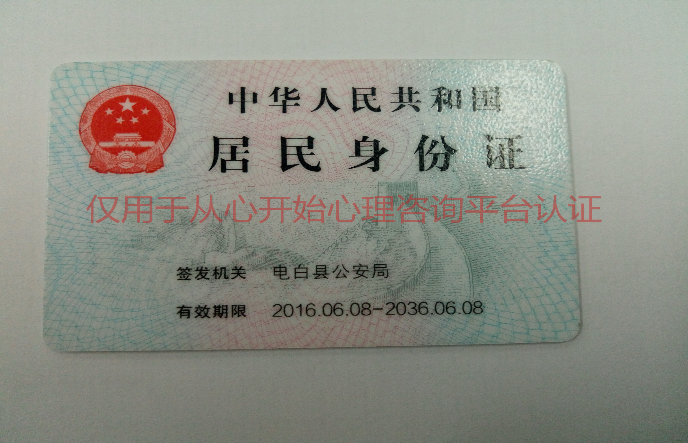 中华人民共和国
居民身份证
仅用于从心开始心理咨询平台认证
签发机关 电白县公安局
有效期限 2016.06.08-2036.06.08